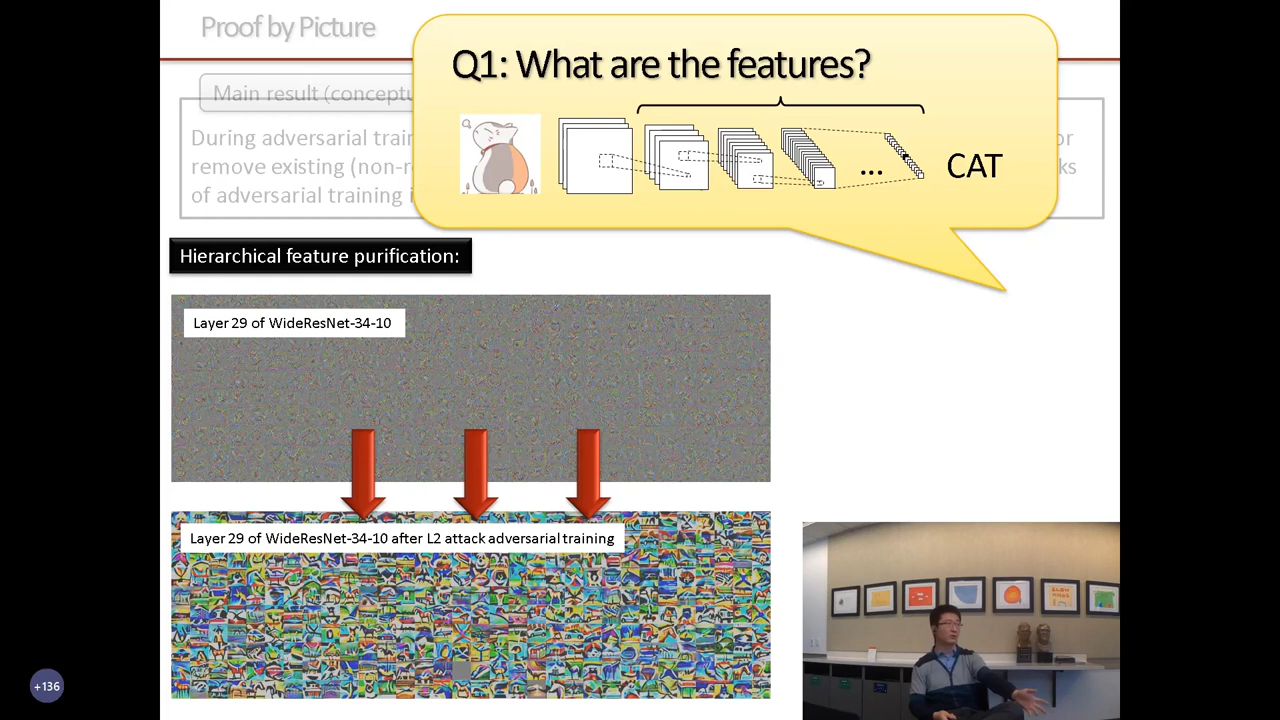 Proof by Picture
Q1: What are the features?
CAT
...
Main result (conceptu
During adversarial trai
or
remove existing (non-r
ks
of adversarial training i
Hierarchical feature purification:
Layer 29 of WideResNet-34-10
Layer 29 of WideResNet-34-10 after L2 attack adversarial training
+136